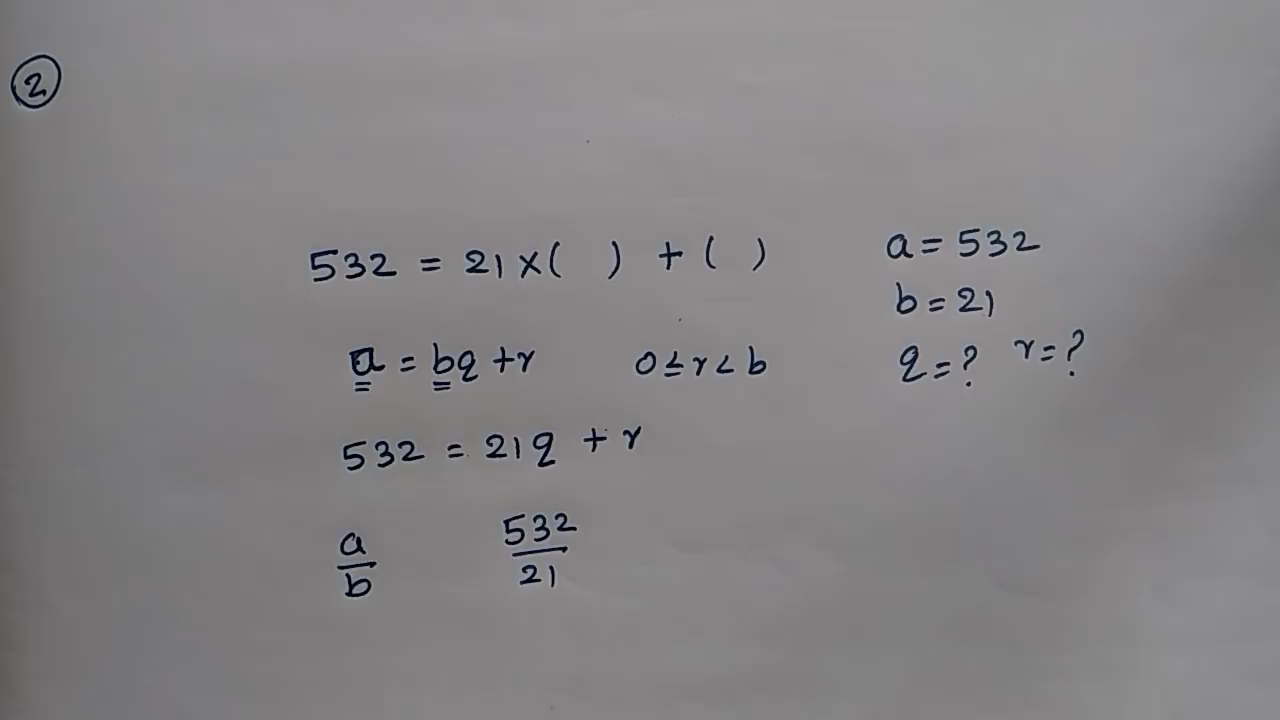 ②
532 = 21 × ( ) + ( )
a = 532
b = 21
a = bq + r 0 ≤ r < b
q = ? r = ?
532 = 21q + r
a/b 532/21